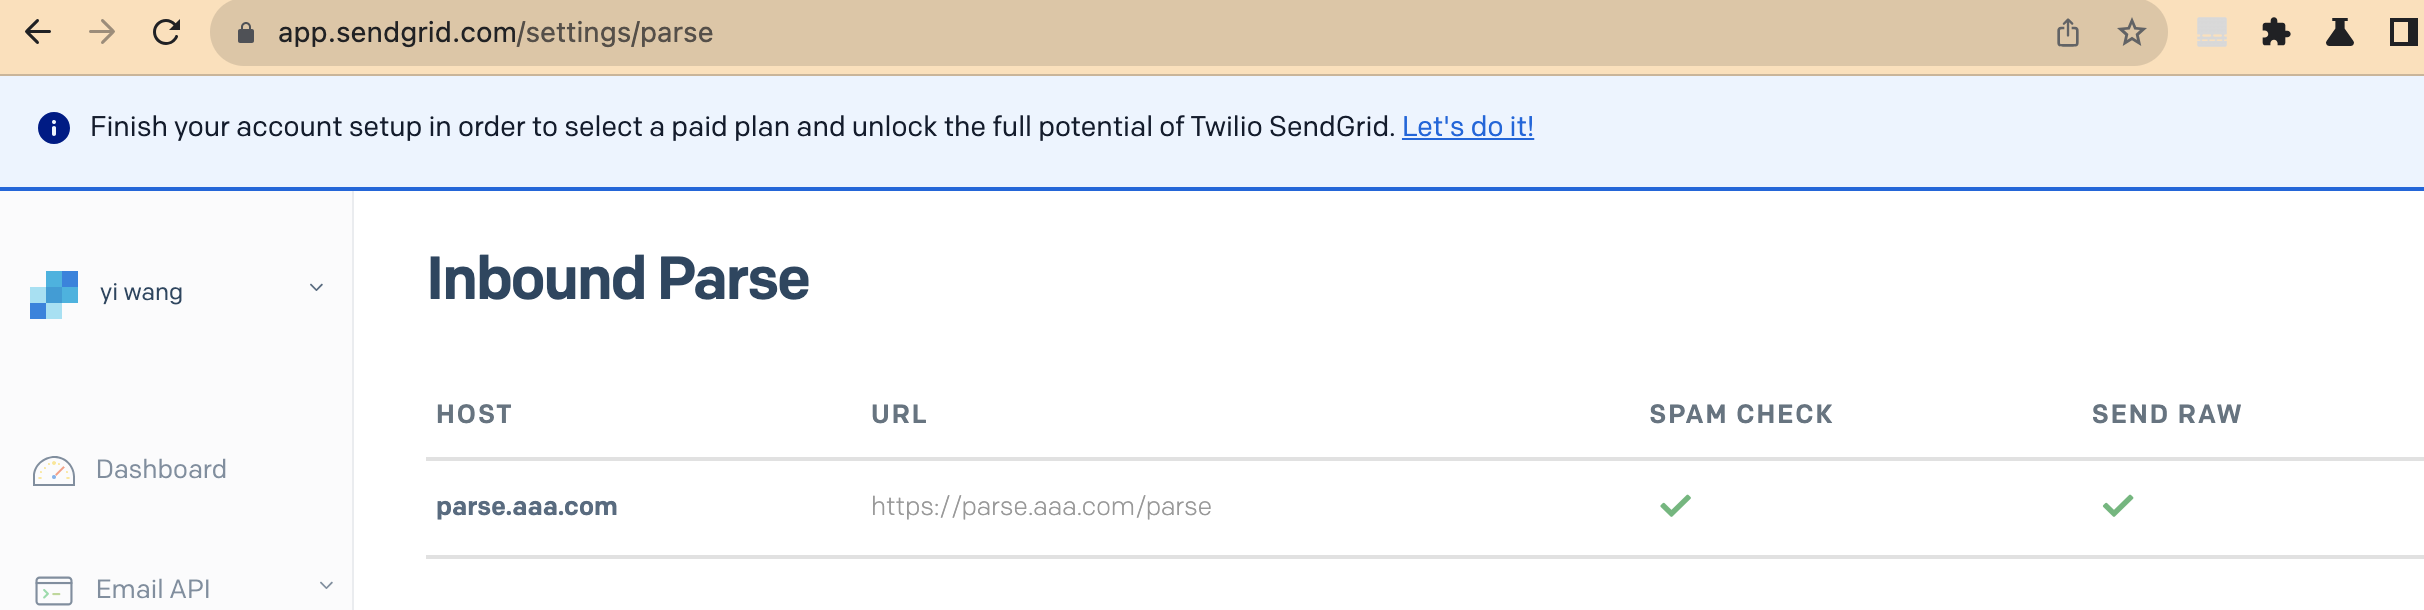 app.sendgrid.com/settings/parse
Finish your account setup in order to select a paid plan and unlock the full potential of Twilio SendGrid. Let's do it!
yi wang
Inbound Parse
HOST URL SPAM CHECK SEND RAW
Dashboard
parse.aaa.com https://parse.aaa.com/parse
Email API